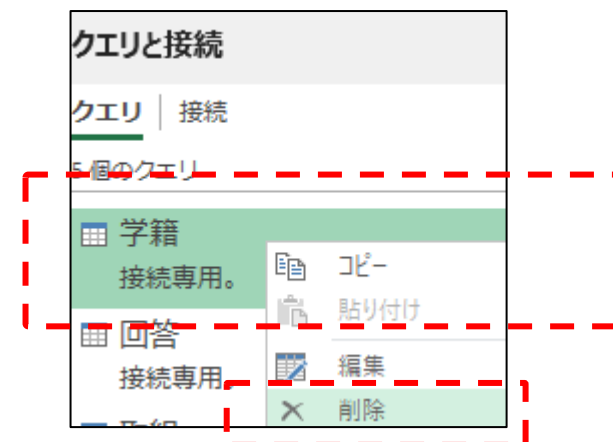 クエリと接続
クエリ | 接続
5 個のクエリ
学籍
接続専用。
コピー
貼り付け
回答
接続専用。
編集
削除